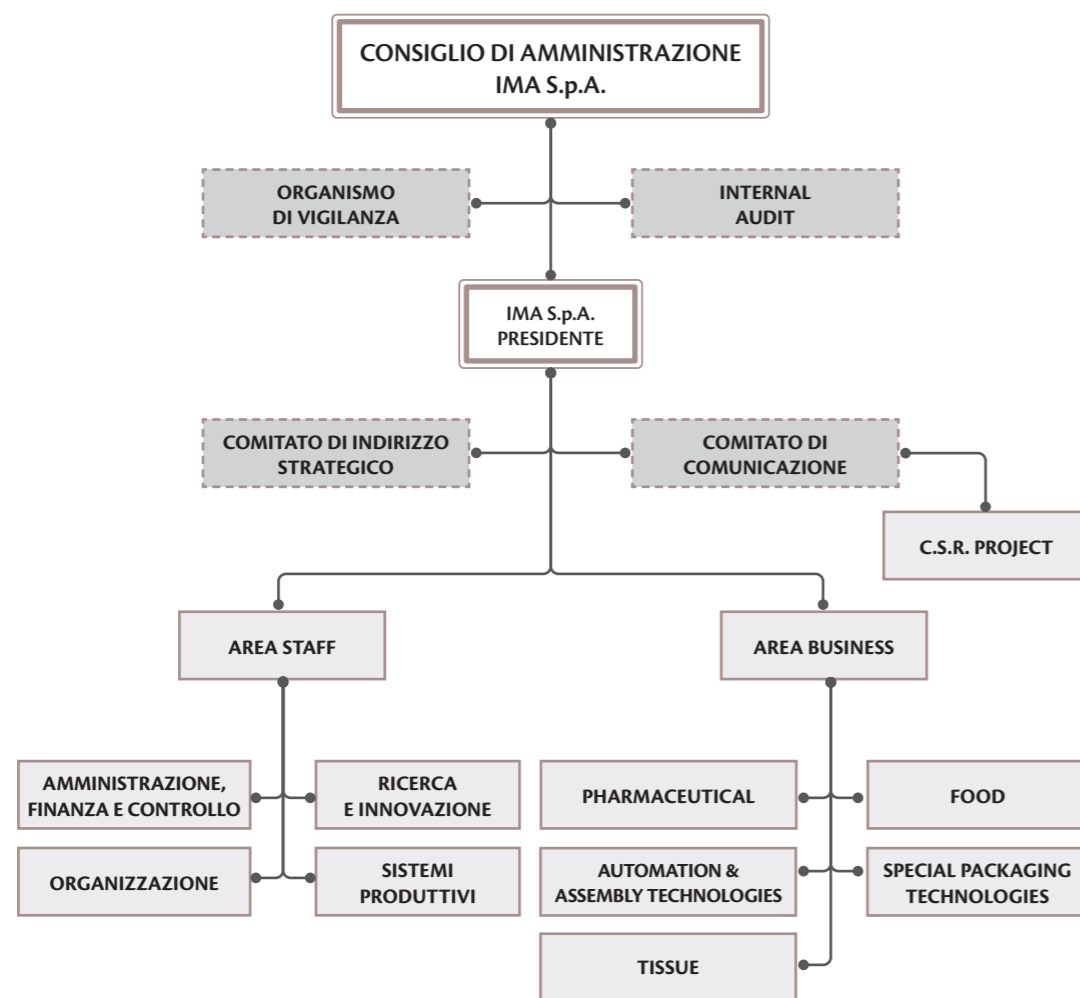 CONSIGLIO DI AMMINISTRAZIONE
IMA S.p.A.
ORGANISMO
DI VIGILANZA
INTERNAL
AUDIT
IMA S.p.A.
PRESIDENTE
COMITATO DI INDIRIZZO
STRATEGICO
COMITATO DI
COMUNICAZIONE
C.S.R. PROJECT
AREA STAFF
AREA BUSINESS
AMMINISTRAZIONE,
FINANZA E CONTROLLO
RICERCA
E INNOVAZIONE
PHARMACEUTICAL
FOOD
ORGANIZZAZIONE
SISTEMI
PRODUTTIVI
AUTOMATION &
ASSEMBLY TECHNOLOGIES
SPECIAL PACKAGING
TECHNOLOGIES
TISSUE